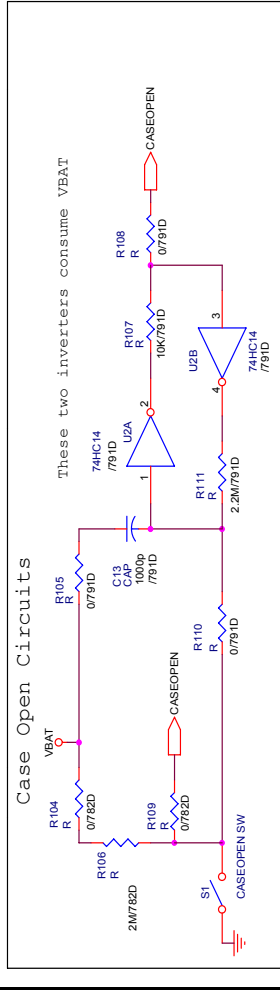 Case Open Circuits
These two inverters consume VBAT
VBAT
R104
R
0/782D
R105
R
0/791D
R106
R
2M/782D
C13
CAP
1000p
/791D
74HC14
/791D
1
2
U2A
R107
R
10K/791D
R108
R
0/791D
CASEOPEN
R109
R
0/782D
CASEOPEN
S1
CASEOPEN SW
R110
R
0/791D
R111
R
2.2M/791D
U2B
3
4
74HC14
/791D